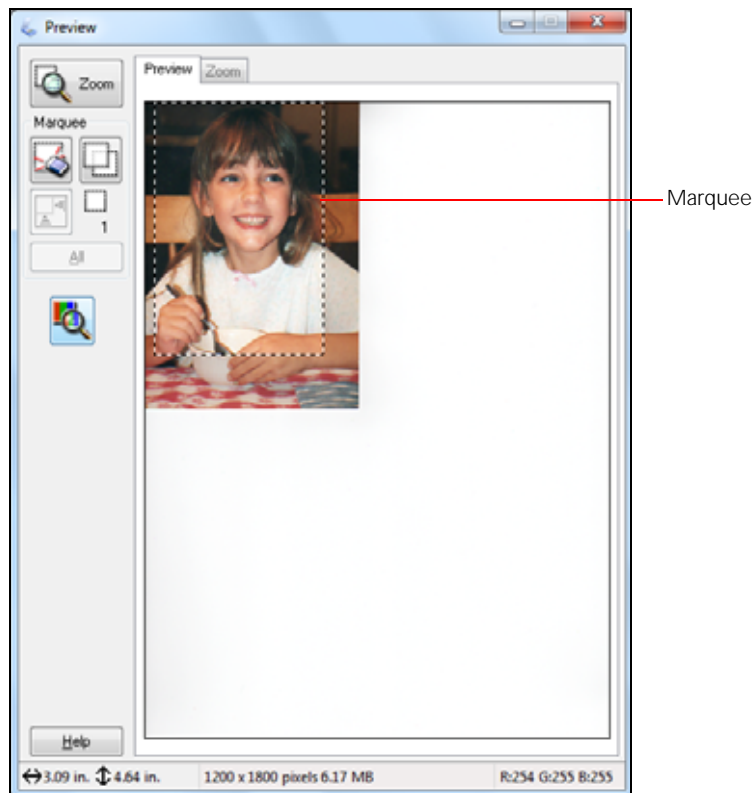 Preview
Zoom
Preview Zoom
Marquee
Marquee
1
All
Help
3.09 in. 4.64 in. 1200 x 1800 pixels 6.17 MB R:254 G:255 B:255